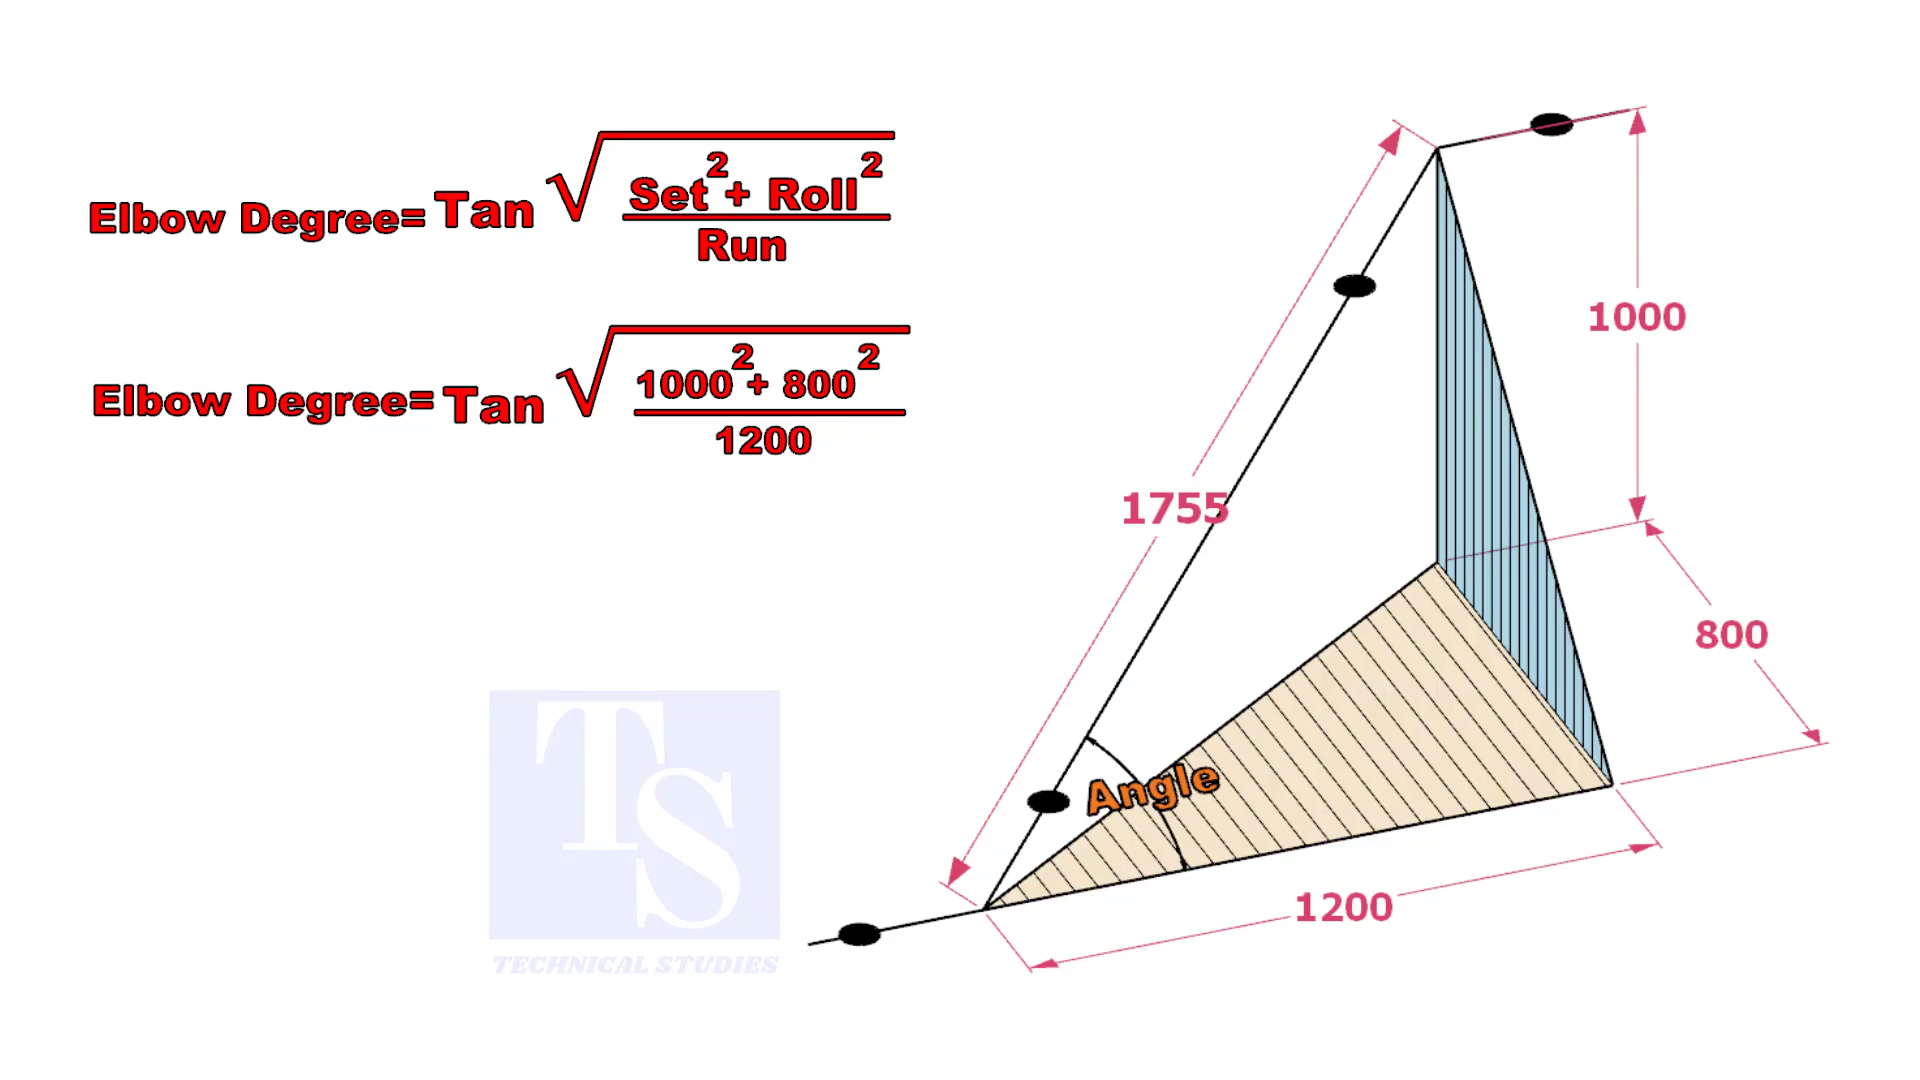 Elbow Degree= Tan √ Set²+ Roll²
Run
Elbow Degree= Tan √ 1000²+ 800²
1200
1000
1755
800
Angle
1200
TS
TECHNICAL STUDIES